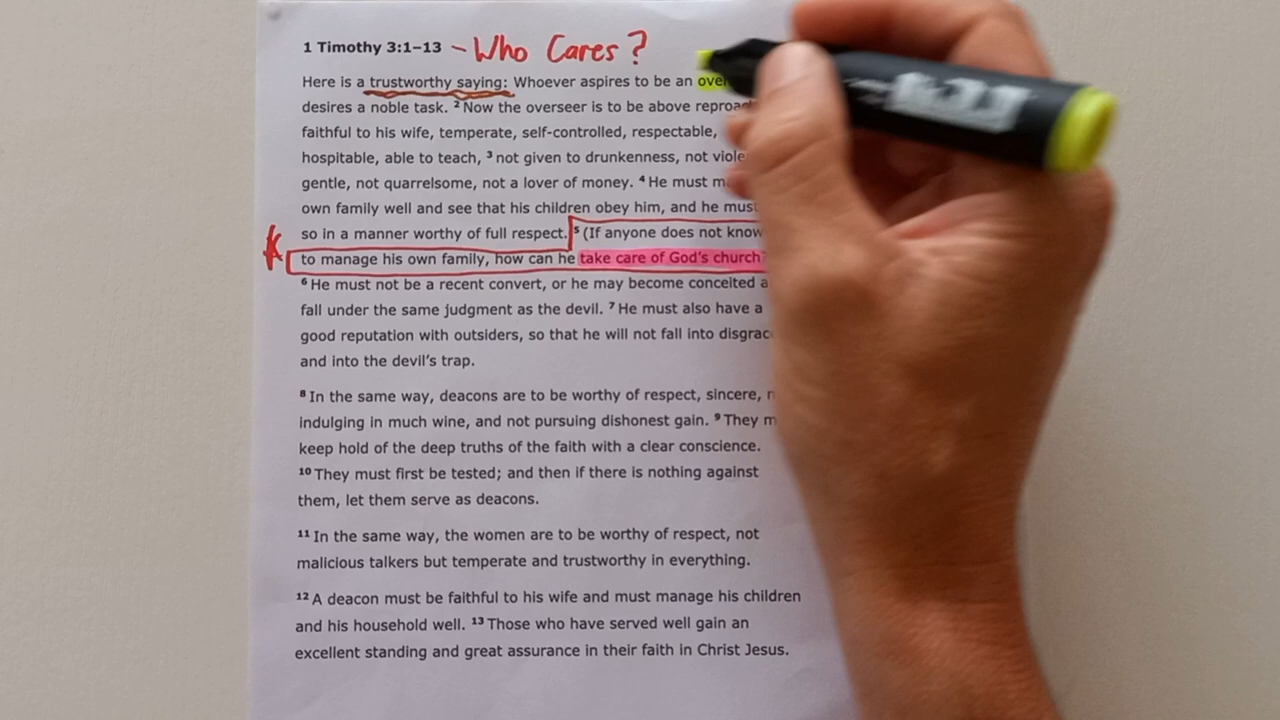 1 Timothy 3:1–13 – Who Cares?
Here is a trustworthy saying: Whoever aspires to be an
desires a noble task. ² Now the overseer is to be above
faithful to his wife, temperate, self-controlled, respectable,
hospitable, able to teach, ³ not given to drunkenness, not
gentle, not quarrelsome, not a lover of money. ⁴ He must
own family well and see that his children obey him, and he must
so in a manner worthy of full respect. ⁵ (If anyone does not know
to manage his own family, how can he take care of God’s church?
⁶ He must not be a recent convert, or he may become conceited
fall under the same judgment as the devil. ⁷ He must also have a
good reputation with outsiders, so that he will not fall into
and into the devil’s trap.
⁸ In the same way, deacons are to be worthy of respect, sincere,
indulging in much wine, and not pursuing dishonest gain. ⁹ They
keep hold of the deep truths of the faith with a clear conscience.
¹⁰ They must first be tested; and then if there is nothing against
them, let them serve as deacons.
¹¹ In the same way, the women are to be worthy of respect, not
malicious talkers but temperate and trustworthy in everything.
¹² A deacon must be faithful to his wife and must manage his children
and his household well. ¹³ Those who have served well gain an
excellent standing and great assurance in their faith in Christ Jesus.